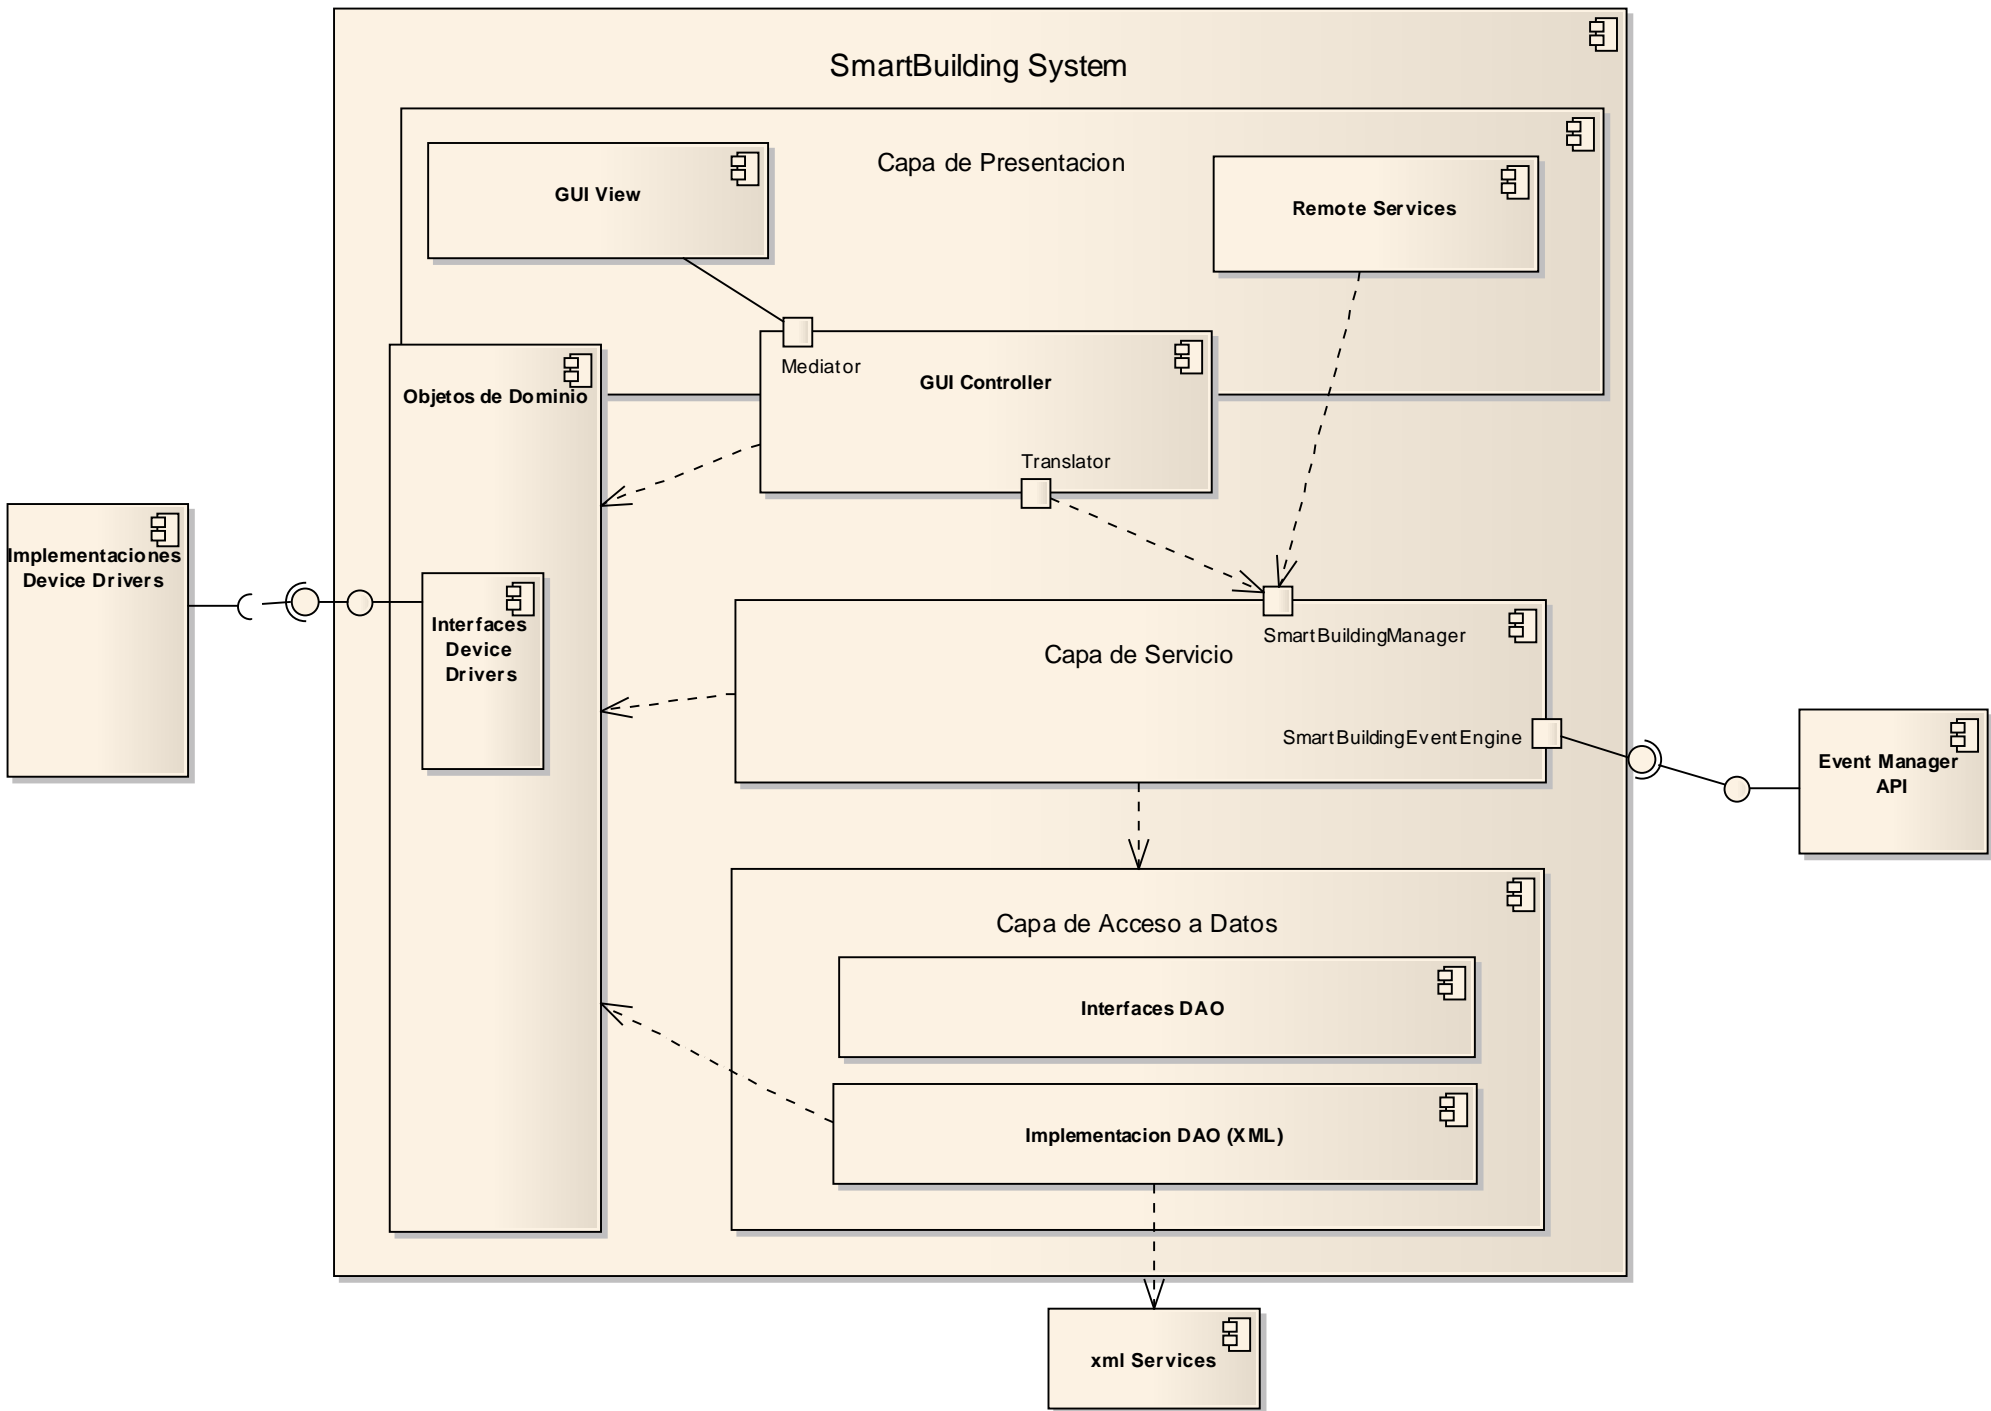 SmartBuilding System
Capa de Presentacion
GUI View
Remote Services
Mediator
GUI Controller
Objetos de Dominio
Translator
Implementaciones
Device Drivers
Interfaces
Device
Drivers
SmartBuildingManager
Capa de Servicio
SmartBuildingEventEngine
Event Manager
API
Capa de Acceso a Datos
Interfaces DAO
Implementacion DAO (XML)
xml Services